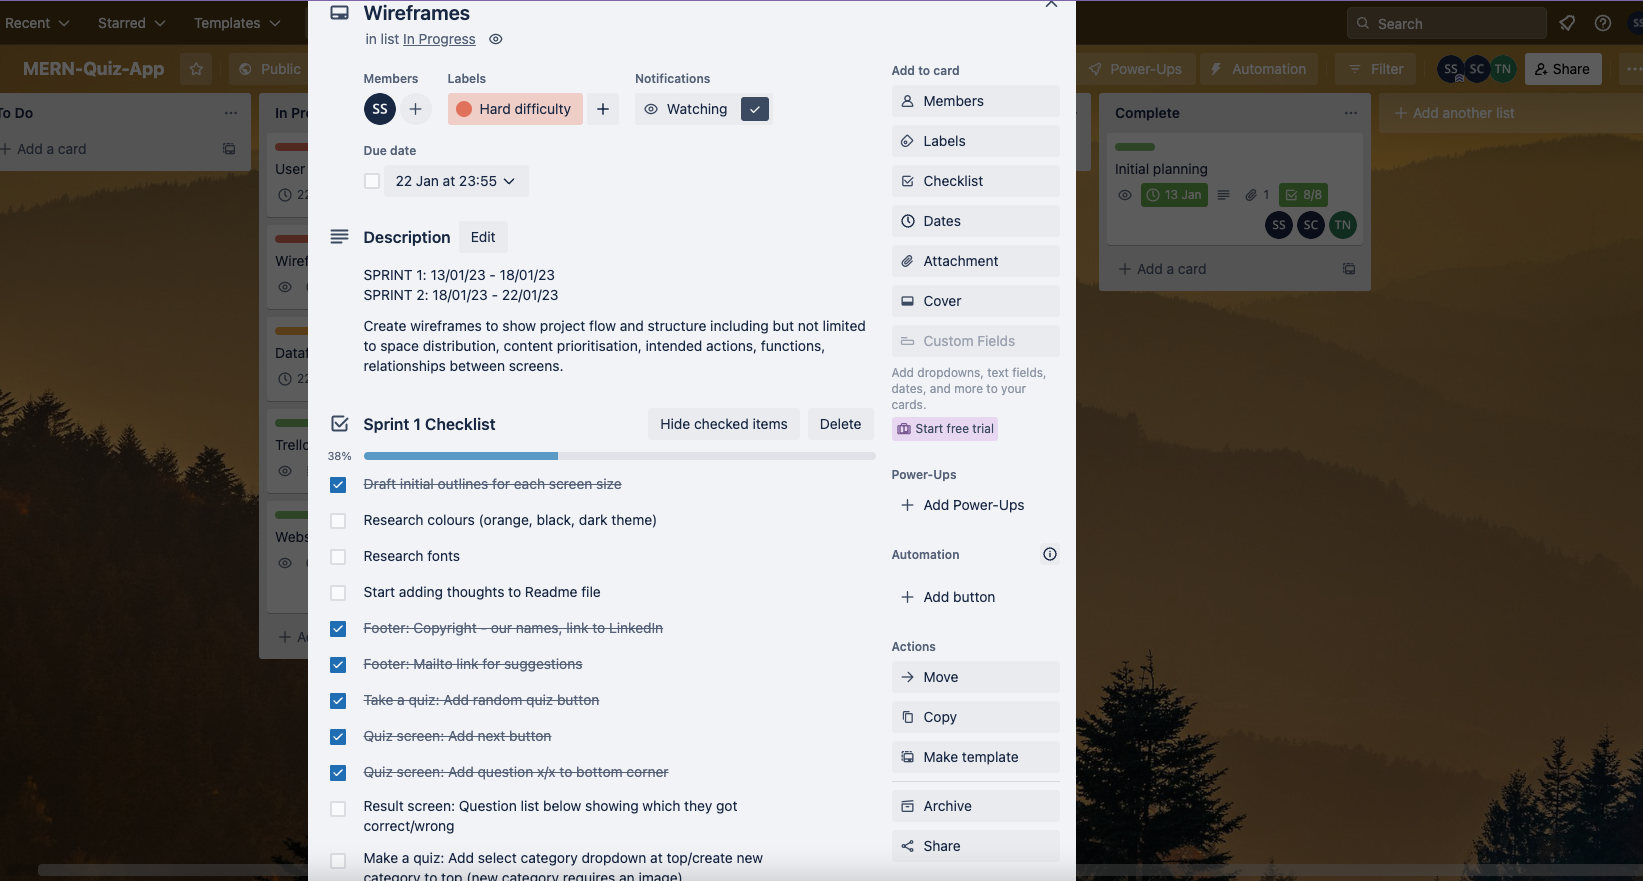 Recent
Starred
Templates
Search
SS
MERN-Quiz-App
Public
Power-Ups
Automation
Filter
SS
SC
TN
Share
To Do
Add a card
In Pr
User
22
Wiref
Dataf
22
Trello
Webs
Wireframes
in list In Progress
Members
Labels
Notifications
SS
Hard difficulty
Watching
Due date
22 Jan at 23:55
Description
Edit
SPRINT 1: 13/01/23 - 18/01/23
SPRINT 2: 18/01/23 - 22/01/23
Create wireframes to show project flow and structure including but not limited
to space distribution, content prioritisation, intended actions, functions,
relationships between screens.
Sprint 1 Checklist
Hide checked items
Delete
38%
Draft initial outlines for each screen size
Research colours (orange, black, dark theme)
Research fonts
Start adding thoughts to Readme file
Footer: Copyright - our names, link to LinkedIn
Footer: Mailto link for suggestions
Take a quiz: Add random quiz button
Quiz screen: Add next button
Quiz screen: Add question x/x to bottom corner
Result screen: Question list below showing which they got
correct/wrong
Make a quiz: Add select category dropdown at top/create new
category to top (new category requires an image)
Add to card
Members
Labels
Checklist
Dates
Attachment
Cover
Custom Fields
Add dropdowns, text fields,
dates, and more to your
cards.
Start free trial
Power-Ups
Add Power-Ups
Automation
Add button
Actions
Move
Copy
Make template
Archive
Share
Complete
Initial planning
13 Jan
1
8/8
SS
SC
TN
Add a card
Add another list